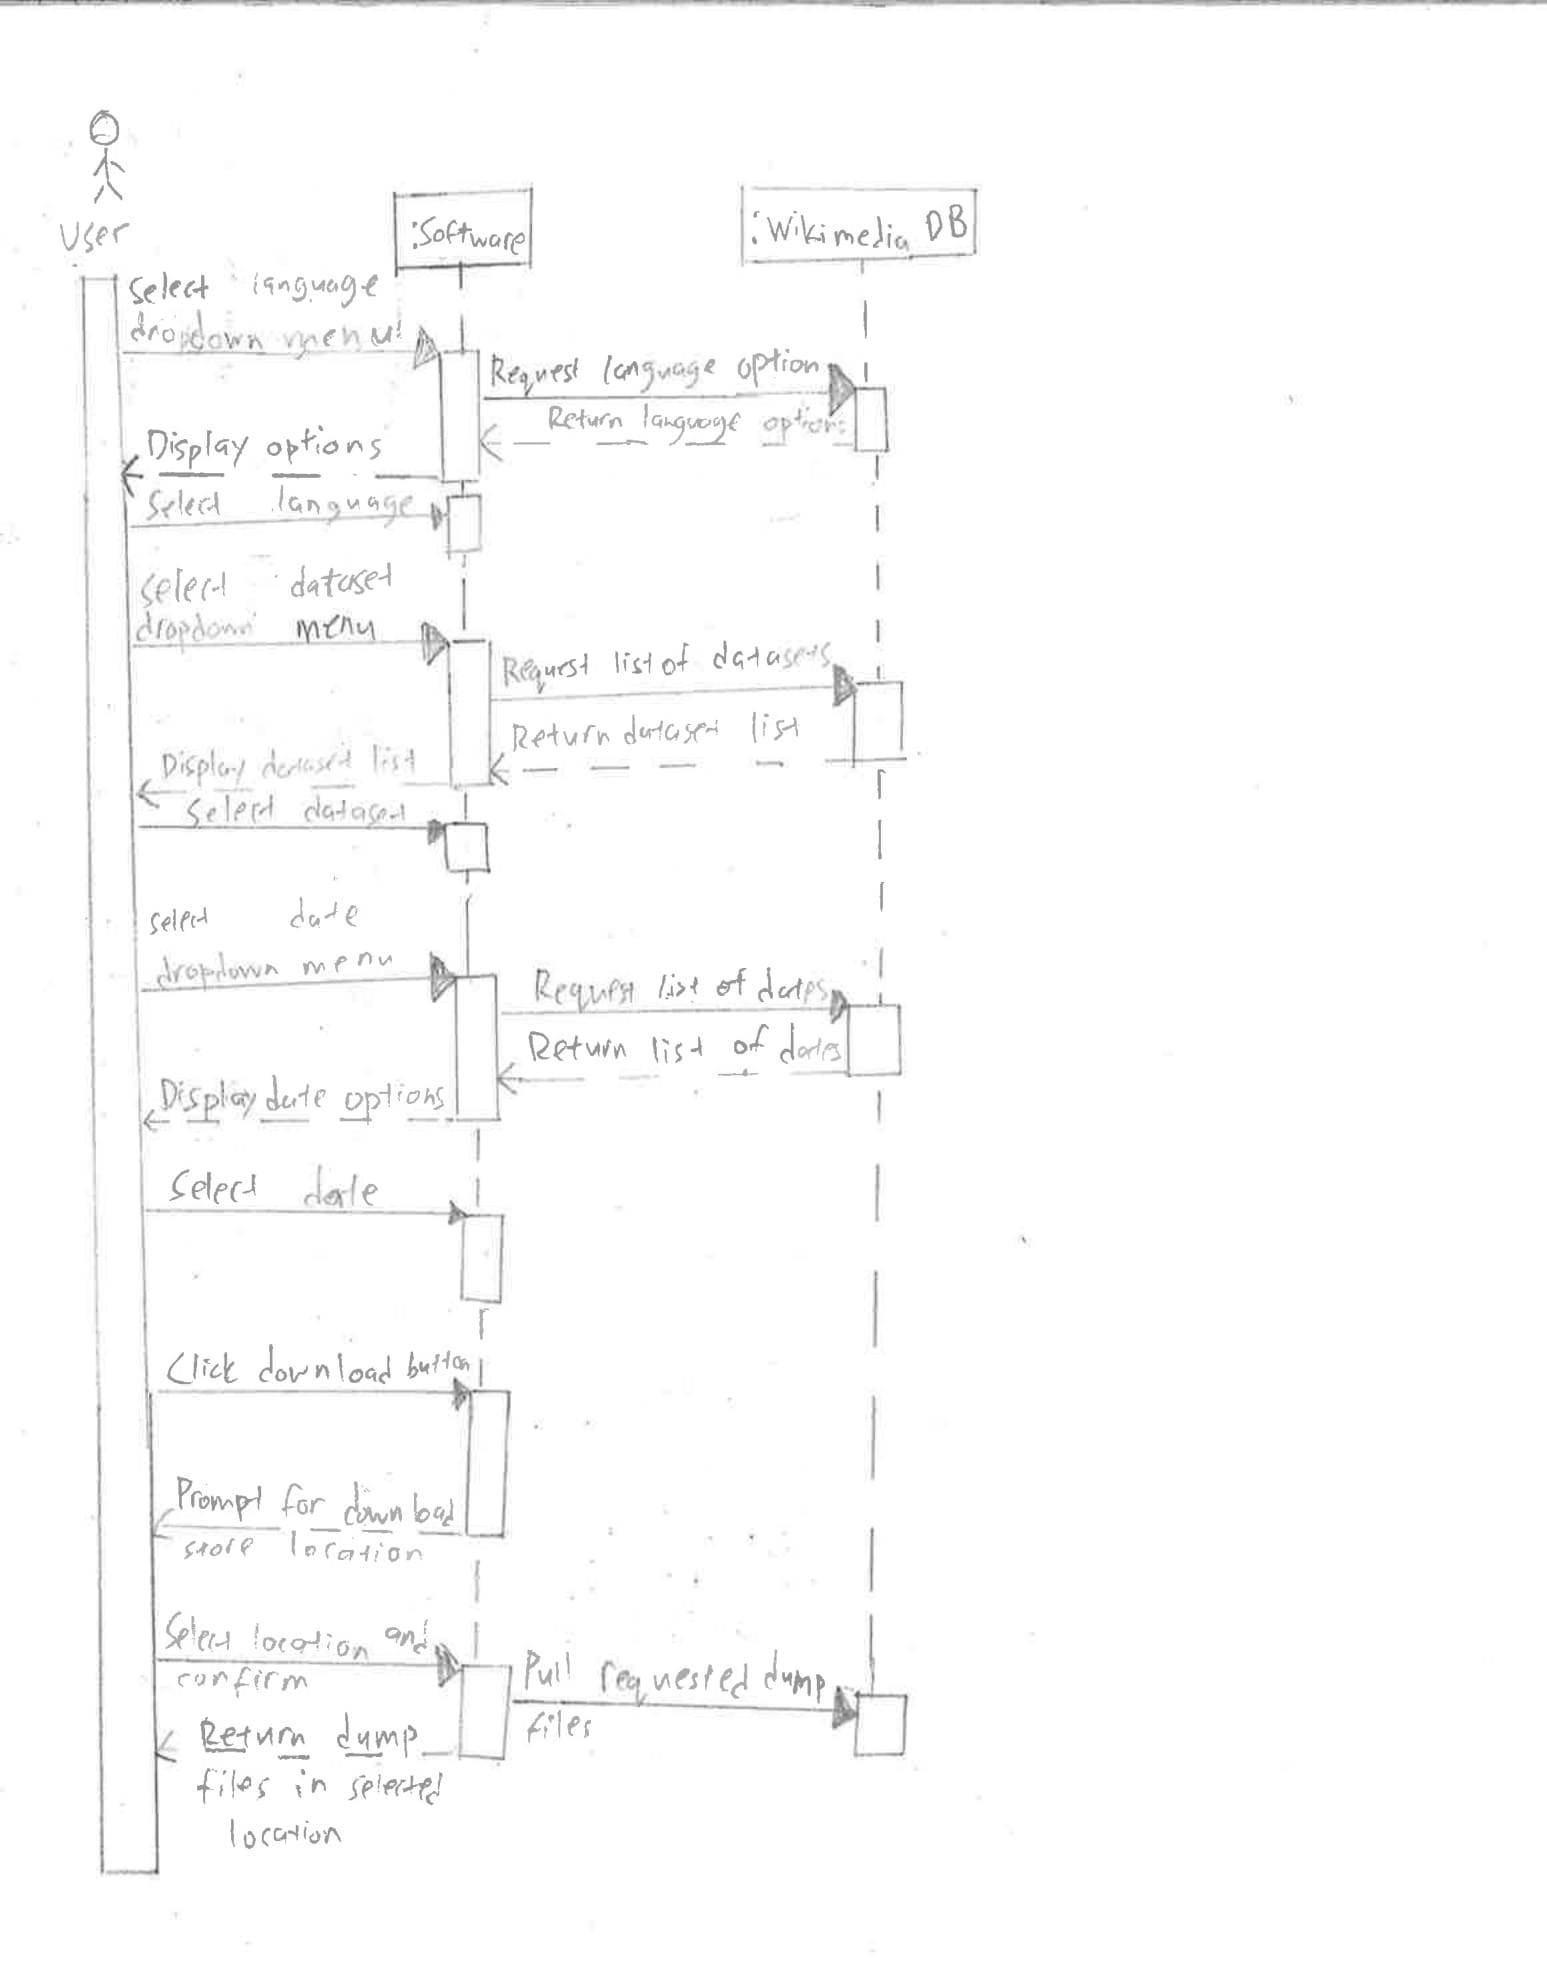 User
:Software
:Wikimedia DB
Select language
dropdown menu
Request language option
Return language options
Display options
Select language
select dataset
dropdown menu
Request list of datasets
Return dataset list
Display dataset list
Select dataset
select date
dropdown menu
Request list of dates
Return list of dates
Display date options
Select date
Click download button
Prompt for download
store location
Select location and
confirm
Pull requested dump
files
Return dump
files in selected
location